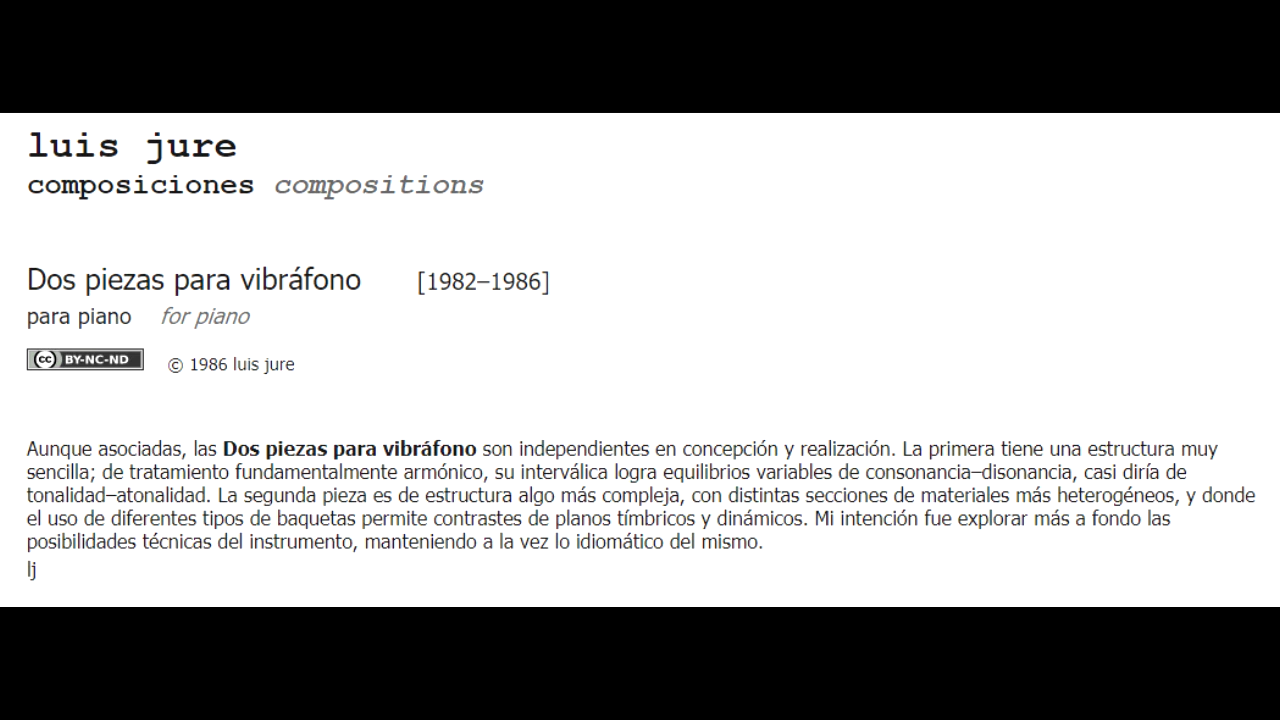 luis jure
composiciones compositions
Dos piezas para vibráfono [1982–1986]
para piano for piano
cc BY-NC-ND © 1986 luis jure
Aunque asociadas, las Dos piezas para vibráfono son independientes en concepción y realización. La primera tiene una estructura muy
sencilla; de tratamiento fundamentalmente armónico, su interválica logra equilibrios variables de consonancia–disonancia, casi diría de
tonalidad–atonalidad. La segunda pieza es de estructura algo más compleja, con distintas secciones de materiales más heterogéneos, y donde
el uso de diferentes tipos de baquetas permite contrastes de planos tímbricos y dinámicos. Mi intención fue explorar más a fondo las
posibilidades técnicas del instrumento, manteniendo a la vez lo idiomático del mismo.
lj